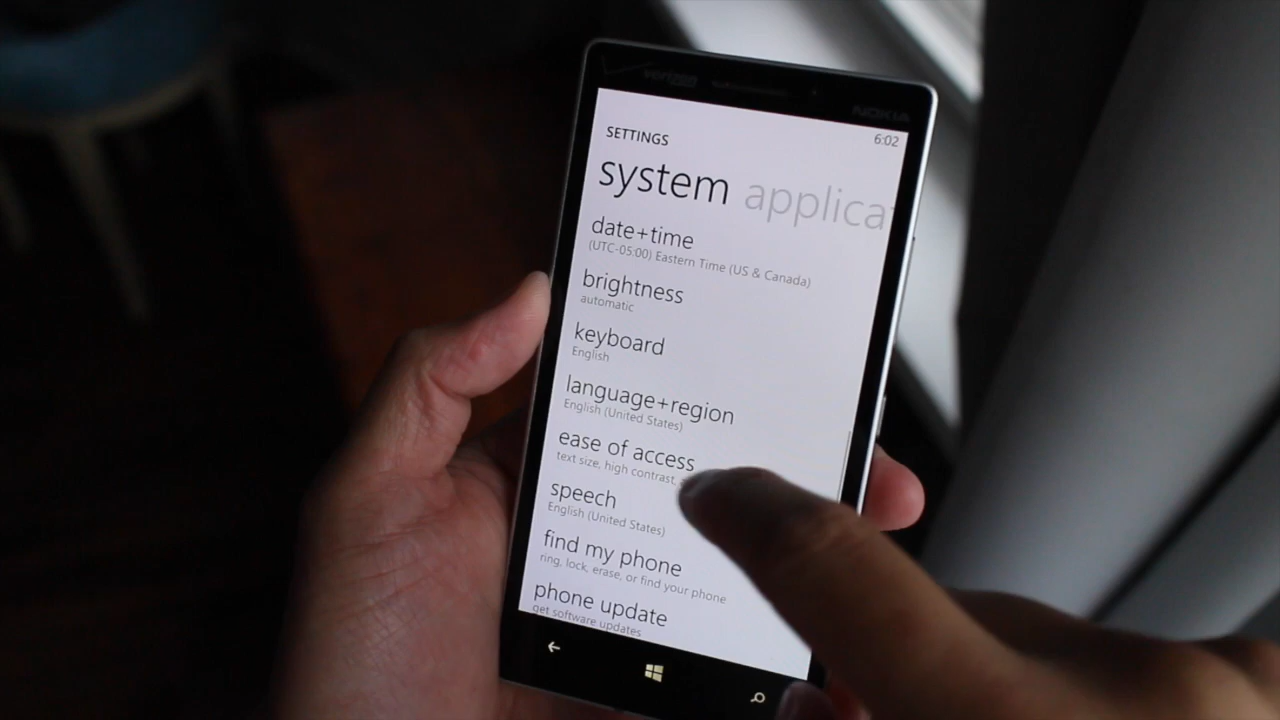 verizon
NOKIA
6:02
SETTINGS
system applica
date+time
(UTC-05:00) Eastern Time (US & Canada)
brightness
automatic
keyboard
English
language+region
English (United States)
ease of access
text size, high contrast,
speech
English (United States)
find my phone
ring, lock, erase, or find your phone
phone update
get software updates